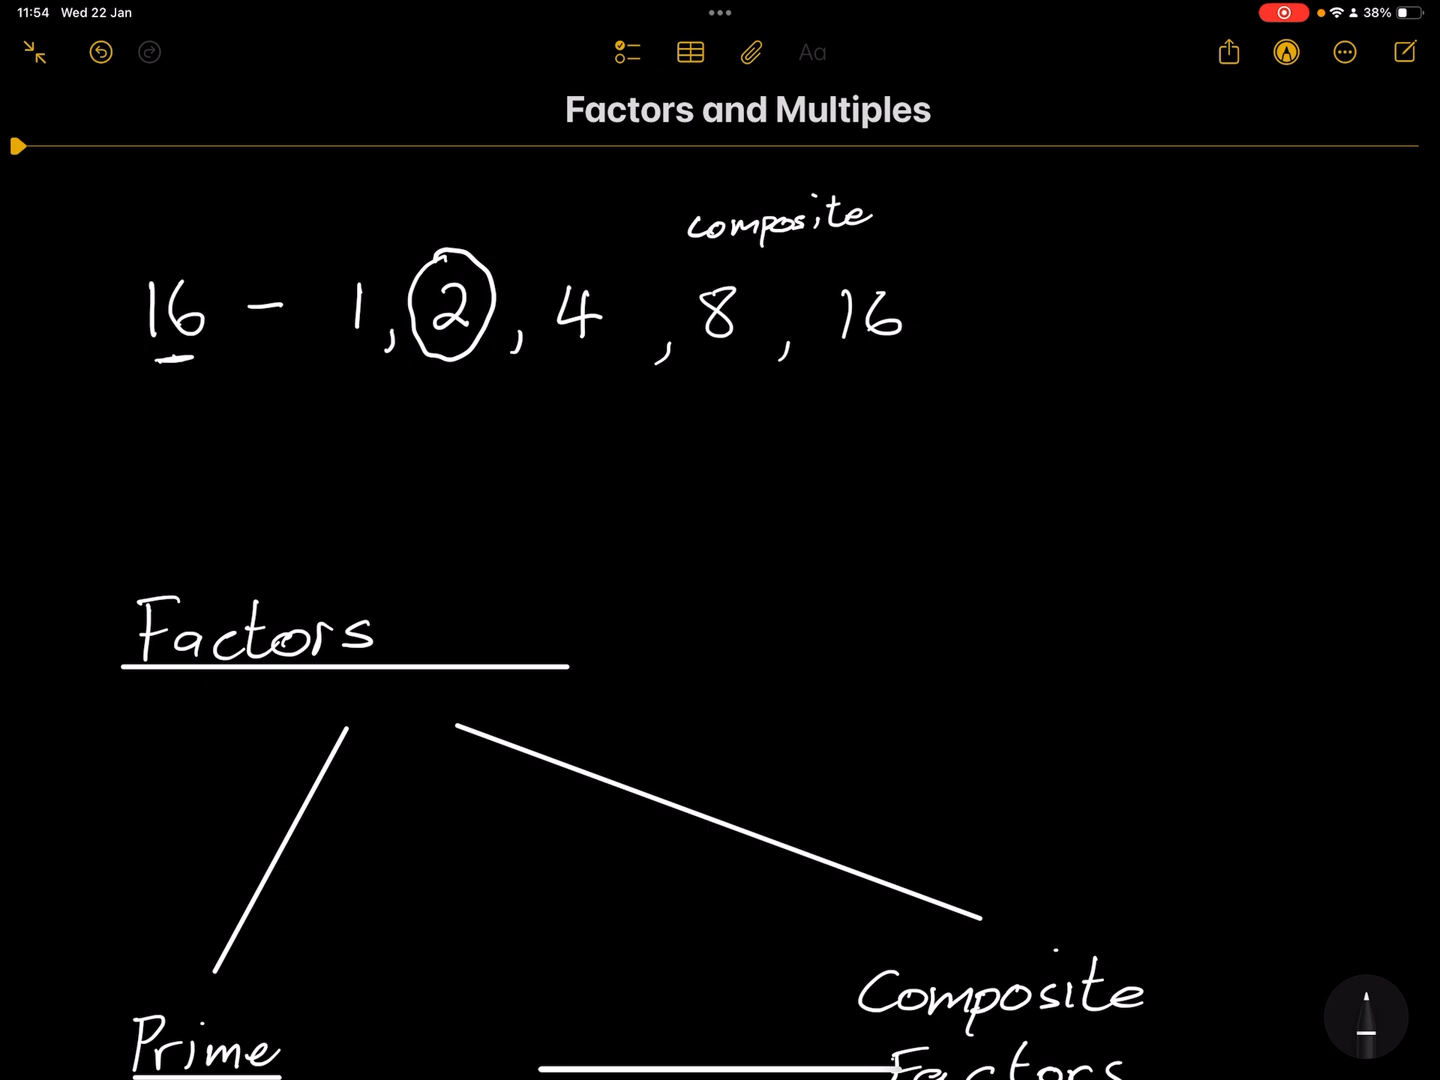 11:54 Wed 22 Jan
38%
Aa
Factors and Multiples
composite
16 - 1, 2, 4, 8, 16
Factors
Composite
Prime
Factors